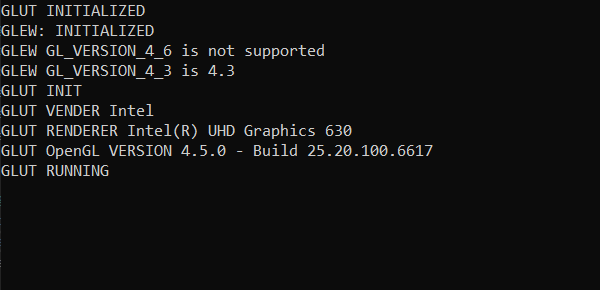 GLUT INITIALIZED
GLEW: INITIALIZED
GLEW GL_VERSION_4_6 is not supported
GLEW GL_VERSION_4_3 is 4.3
GLUT INIT
GLUT VENDER Intel
GLUT RENDERER Intel(R) UHD Graphics 630
GLUT OpenGL VERSION 4.5.0 - Build 25.20.100.6617
GLUT RUNNING